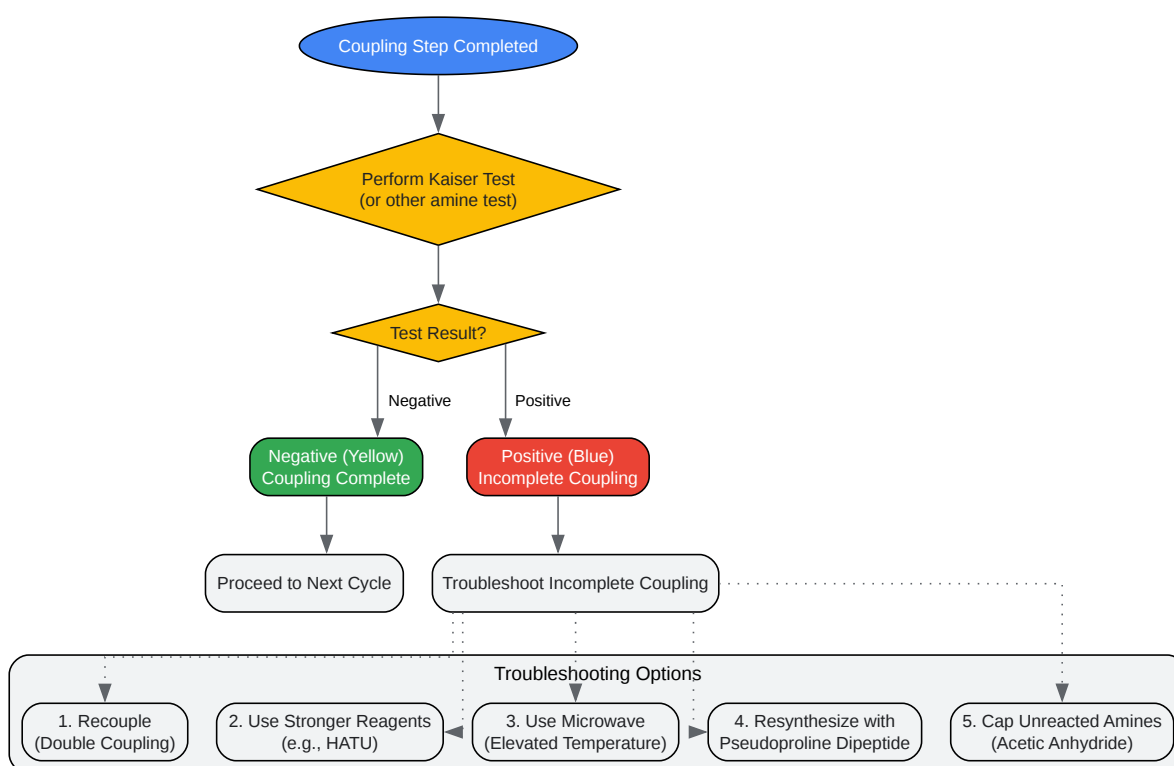 Coupling Step Completed
Perform Kaiser Test
(or other amine test)
Test Result?
Negative
Positive
Negative (Yellow)
Coupling Complete
Positive (Blue)
Incomplete Coupling
Proceed to Next Cycle
Troubleshoot Incomplete Coupling
Troubleshooting Options
1. Recouple
(Double Coupling)
2. Use Stronger Reagents
(e.g., HATU)
3. Use Microwave
(Elevated Temperature)
4. Resynthesize with
Pseudoproline Dipeptide
5. Cap Unreacted Amines
(Acetic Anhydride)